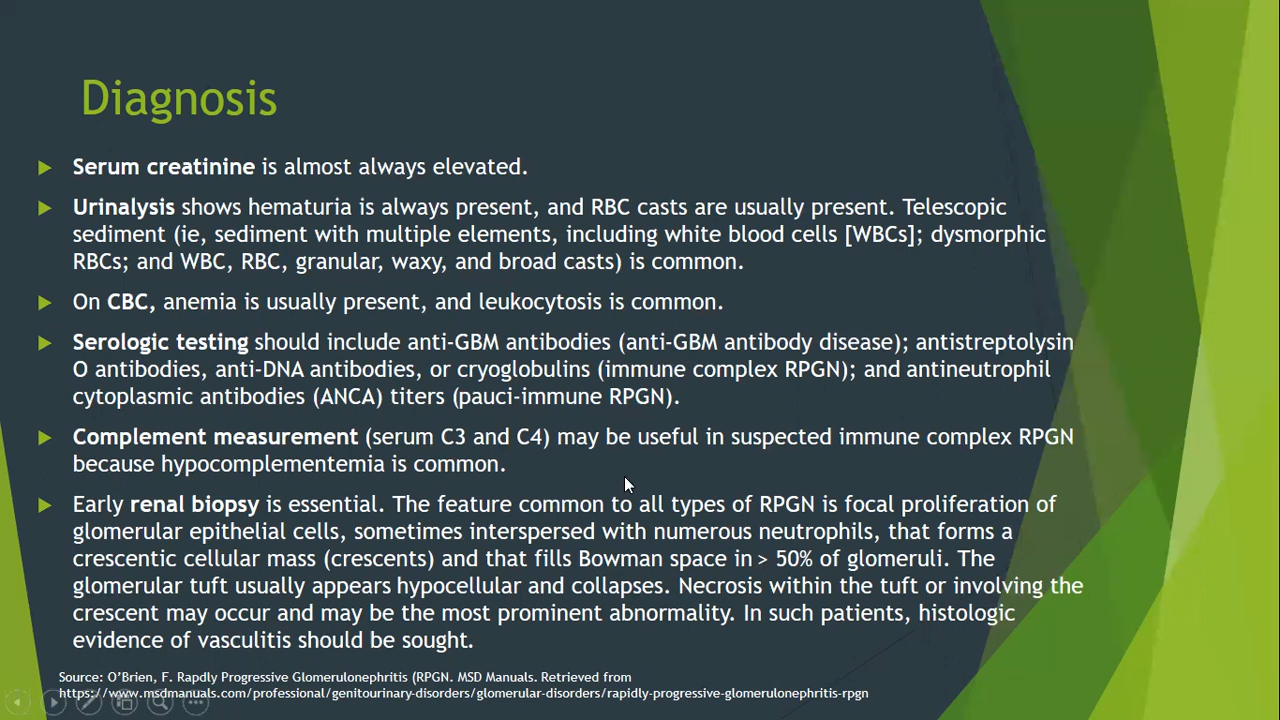 Diagnosis
Serum creatinine is almost always elevated.
Urinalysis shows hematuria is always present, and RBC casts are usually present. Telescopic
sediment (ie, sediment with multiple elements, including white blood cells [WBCs]; dysmorphic
RBCs; and WBC, RBC, granular, waxy, and broad casts) is common.
On CBC, anemia is usually present, and leukocytosis is common.
Serologic testing should include anti-GBM antibodies (anti-GBM antibody disease); antistreptolysin
O antibodies, anti-DNA antibodies, or cryoglobulins (immune complex RPGN); and antineutrophil
cytoplasmic antibodies (ANCA) titers (pauci-immune RPGN).
Complement measurement (serum C3 and C4) may be useful in suspected immune complex RPGN
because hypocomplementemia is common.
Early renal biopsy is essential. The feature common to all types of RPGN is focal proliferation of
glomerular epithelial cells, sometimes interspersed with numerous neutrophils, that forms a
crescentic cellular mass (crescents) and that fills Bowman space in > 50% of glomeruli. The
glomerular tuft usually appears hypocellular and collapses. Necrosis within the tuft or involving the
crescent may occur and may be the most prominent abnormality. In such patients, histologic
evidence of vasculitis should be sought.
Source: O’Brien, F. Rapdly Progressive Glomerulonephritis (RPGN. MSD Manuals. Retrieved from
https://www.msdmanuals.com/professional/genitourinary-disorders/glomerular-disorders/rapidly-progressive-glomerulonephritis-rpgn